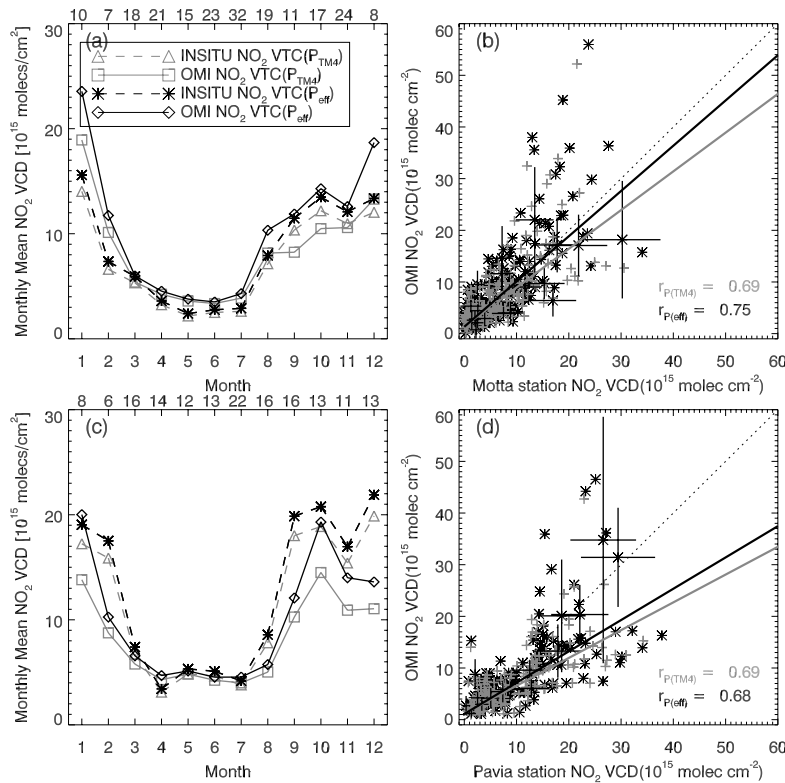 10 7 18 21 15 23 32 19 11 17 24 8
(a)
INSITU NO2 VTC(PTM4)
OMI NO2 VTC(PTM4)
INSITU NO2 VTC(Peff)
OMI NO2 VTC(Peff)
Monthly Mean NO2 VCD [10^15 molecs/cm²]
30
20
10
0
1 2 3 4 5 6 7 8 9 10 11 12
Month
(b)
OMI NO2 VCD(10^15 molec cm^-2)
60
50
40
30
20
10
0
rP(TM4) = 0.69
rP(eff) = 0.75
0 10 20 30 40 50 60
Motta station NO2 VCD(10^15 molec cm^-2)
8 6 16 14 12 13 22 16 16 13 11 13
(c)
Monthly Mean NO2 VCD [10^15 molecs/cm²]
30
20
10
0
1 2 3 4 5 6 7 8 9 10 11 12
Month
(d)
OMI NO2 VCD(10^15 molec cm^-2)
60
50
40
30
20
10
0
rP(TM4) = 0.69
rP(eff) = 0.68
0 10 20 30 40 50 60
Pavia station NO2 VCD(10^15 molec cm^-2)